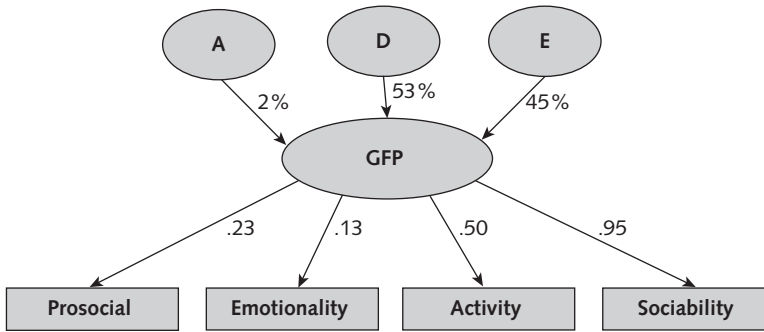 A
D
E
2%
53%
45%
GFP
.23
.13
.50
.95
Prosocial
Emotionality
Activity
Sociability